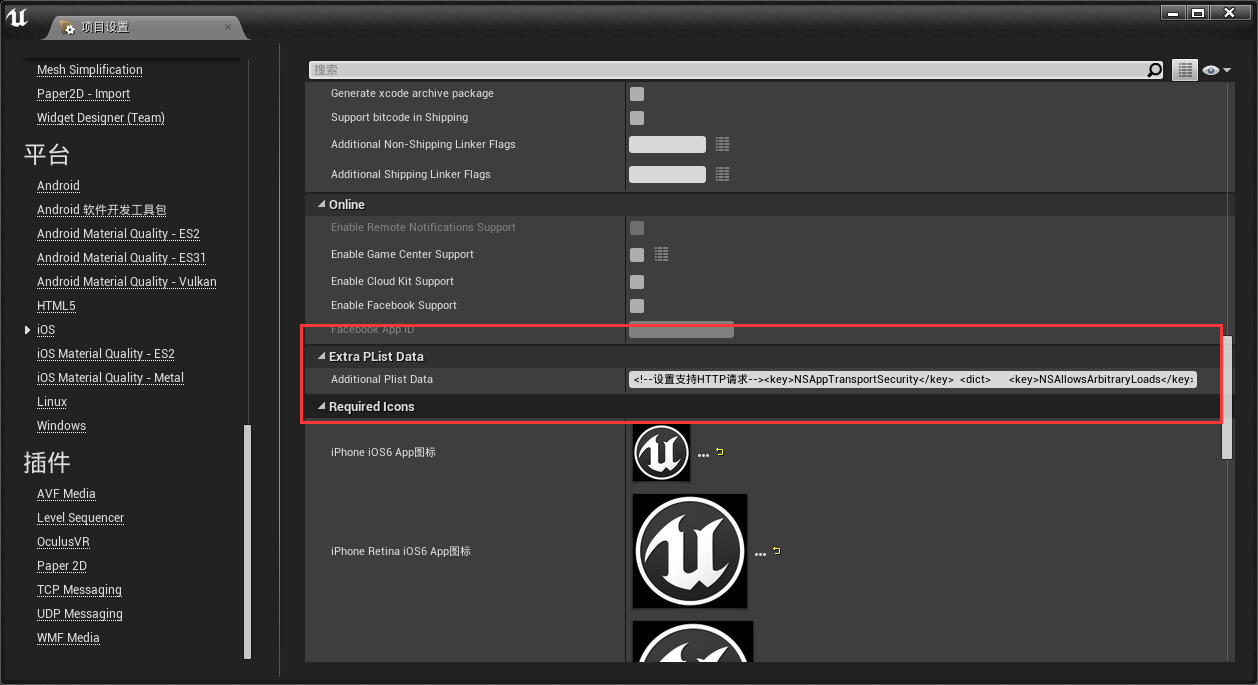 项目设置
Mesh Simplification
Paper2D - Import
Widget Designer (Team)
平台
Android
Android 软件开发工具包
Android Material Quality - ES2
Android Material Quality - ES31
Android Material Quality - Vulkan
HTML5
iOS
iOS Material Quality - ES2
iOS Material Quality - Metal
Linux
Windows
插件
AVF Media
Level Sequencer
OculusVR
Paper 2D
TCP Messaging
UDP Messaging
WMF Media
搜索
Generate xcode archive package
Support bitcode in Shipping
Additional Non-Shipping Linker Flags
Additional Shipping Linker Flags
Online
Enable Remote Notifications Support
Enable Game Center Support
Enable Cloud Kit Support
Enable Facebook Support
Facebook App ID
Extra PList Data
Additional Plist Data
<!--设置支持HTTP请求--><key>NSAppTransportSecurity</key> <dict> <key>NSAllowsArbitraryLoads</key>
Required Icons
iPhone iOS6 App图标
iPhone Retina iOS6 App图标